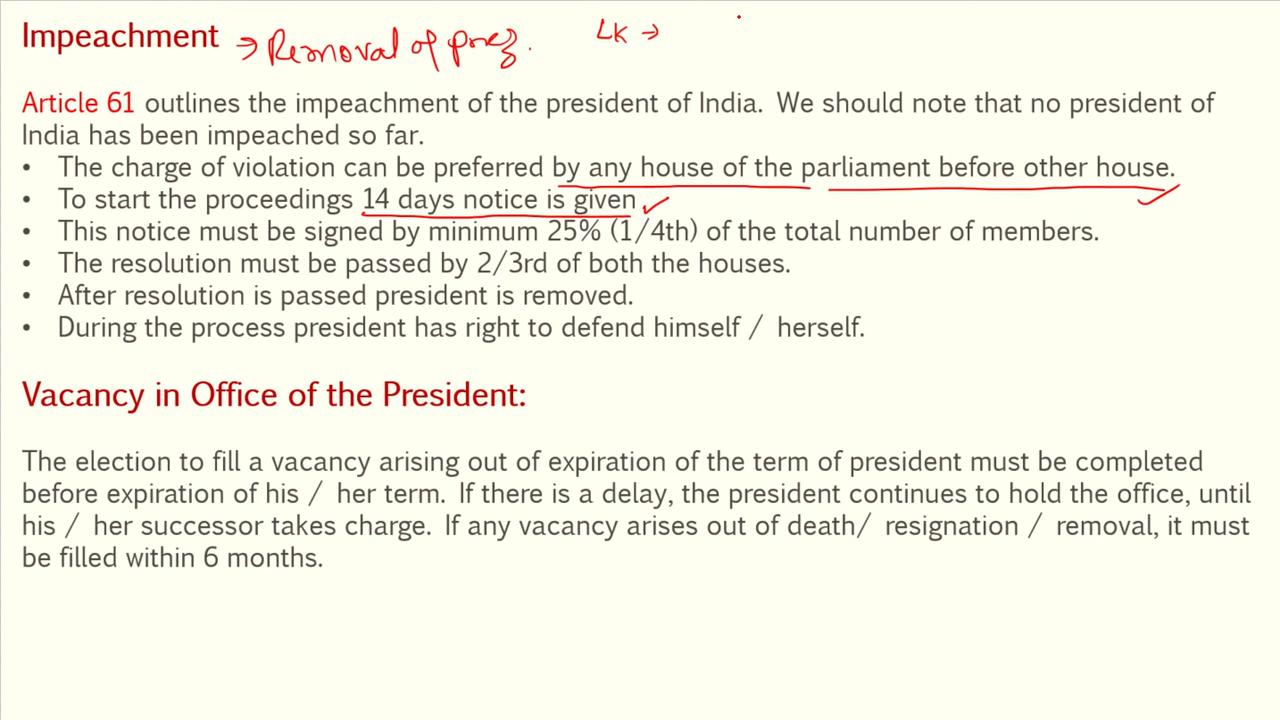 Impeachment → Removal of prez. LK →
Article 61 outlines the impeachment of the president of India. We should note that no president of
India has been impeached so far.
• The charge of violation can be preferred by any house of the parliament before other house.
• To start the proceedings 14 days notice is given
• This notice must be signed by minimum 25% (1/4th) of the total number of members.
• The resolution must be passed by 2/3rd of both the houses.
• After resolution is passed president is removed.
• During the process president has right to defend himself / herself.
Vacancy in Office of the President:
The election to fill a vacancy arising out of expiration of the term of president must be completed
before expiration of his / her term. If there is a delay, the president continues to hold the office, until
his / her successor takes charge. If any vacancy arises out of death/ resignation / removal, it must
be filled within 6 months.